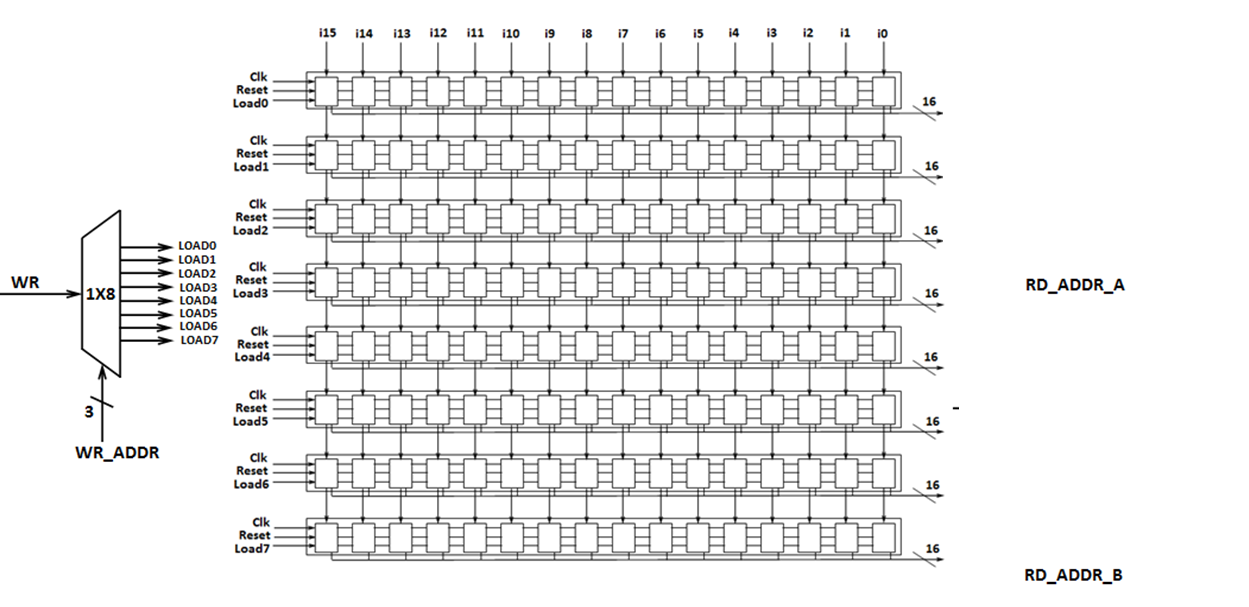 i15 i14 i13 i12 i11 i10 i9 i8 i7 i6 i5 i4 i3 i2 i1 i0
Clk
Reset
Load0
16
Clk
Reset
Load1
16
Clk
Reset
Load2
16
Clk
Reset
Load3
16
Clk
Reset
Load4
16
Clk
Reset
Load5
16
Clk
Reset
Load6
16
Clk
Reset
Load7
16
WR
1X8
LOAD0
LOAD1
LOAD2
LOAD3
LOAD4
LOAD5
LOAD6
LOAD7
3
WR_ADDR
RD_ADDR_A
RD_ADDR_B